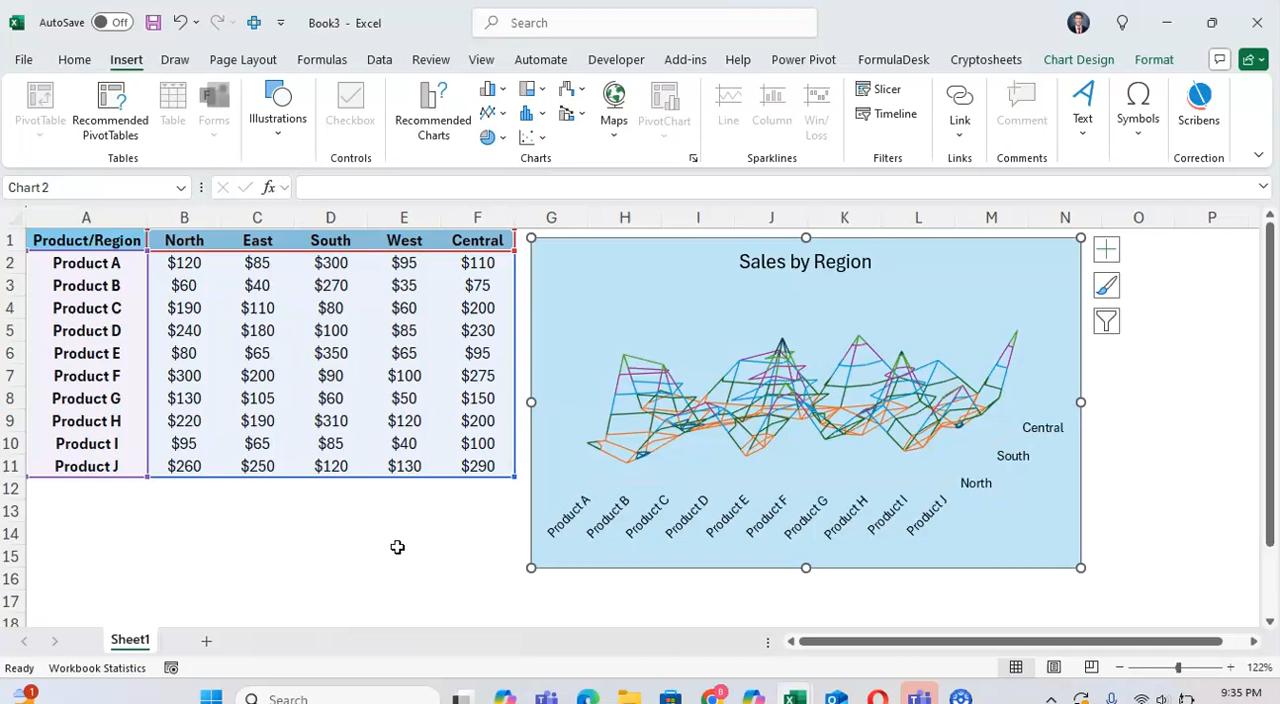 AutoSave Off Book3 - Excel Search
File Home Insert Draw Page Layout Formulas Data Review View Automate Developer Add-ins Help Power Pivot FormulaDesk Cryptosheets Chart Design Format
PivotTable Recommended PivotTables Table Forms Illustrations Checkbox Recommended Charts Maps PivotChart Line Column Win/Loss Slicer Timeline Link Comment Text Symbols Scribens
Tables Controls Charts Sparklines Filters Links Comments Correction
Chart 2 fx
A B C D E F G H I J K L M N O P
1 Product/Region North East South West Central
2 Product A $120 $85 $300 $95 $110
3 Product B $60 $40 $270 $35 $75
4 Product C $190 $110 $80 $60 $200
5 Product D $240 $180 $100 $85 $230
6 Product E $80 $65 $350 $65 $95
7 Product F $300 $200 $90 $100 $275
8 Product G $130 $105 $60 $50 $150
9 Product H $220 $190 $310 $120 $200
10 Product I $95 $65 $85 $40 $100
11 Product J $260 $250 $120 $130 $290
12
13
14
15
16
17
18
Sales by Region
Central
South
North
Product A Product B Product C Product D Product E Product F Product G Product H Product I Product J
Sheet1
Ready Workbook Statistics 122%
1 Search 8 9:35 PM